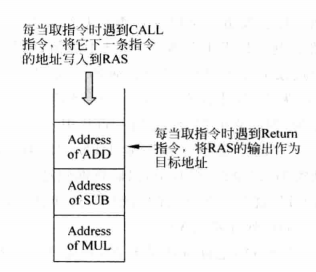 每当取指令时遇到CALL
指令，将它下一条指令
的地址写入到RAS
Address
of ADD
每当取指令时遇到Return
指令，将RAS的输出作为
目标地址
Address
of SUB
Address
of MUL